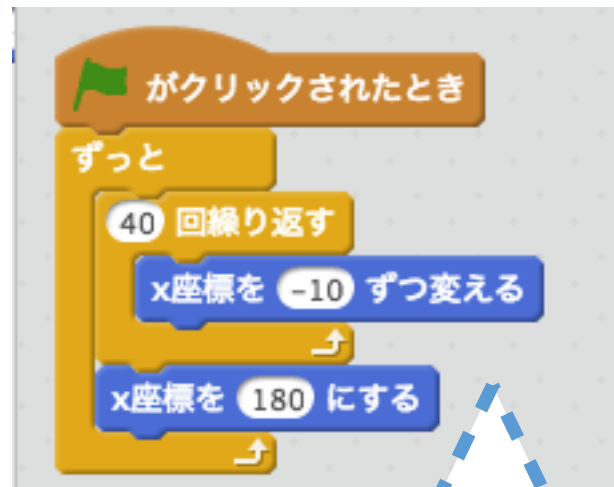 がクリックされたとき
ずっと
40 回繰り返す
x座標を -10 ずつ変える
x座標を 180 にする